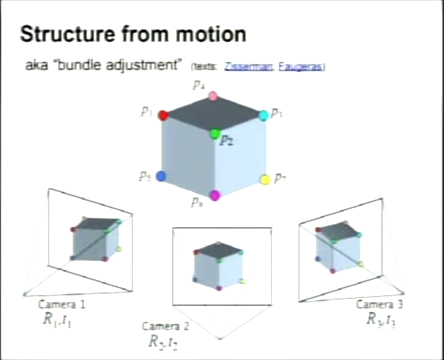 Structure from motion
aka "bundle adjustment" (texts: Zisserman; Faugeras)
p4
p1
p3
p2
p5
p7
p6
Camera 1
R1,t1
Camera 2
R2,t2
Camera 3
R3,t3